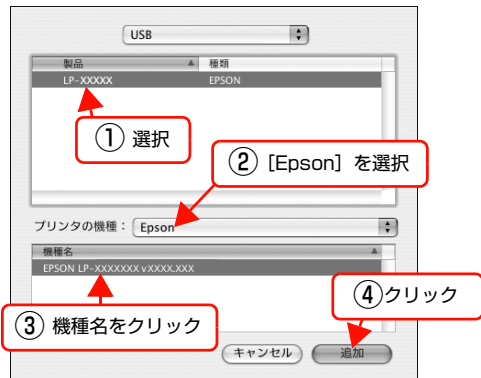 USB
製品 種類
LP-XXXXX EPSON
① 選択
② [Epson] を選択
プリンタの機種： Epson
機種名
EPSON LP-XXXXXXX vXXXX.XXX
④クリック
③ 機種名をクリック
キャンセル 追加